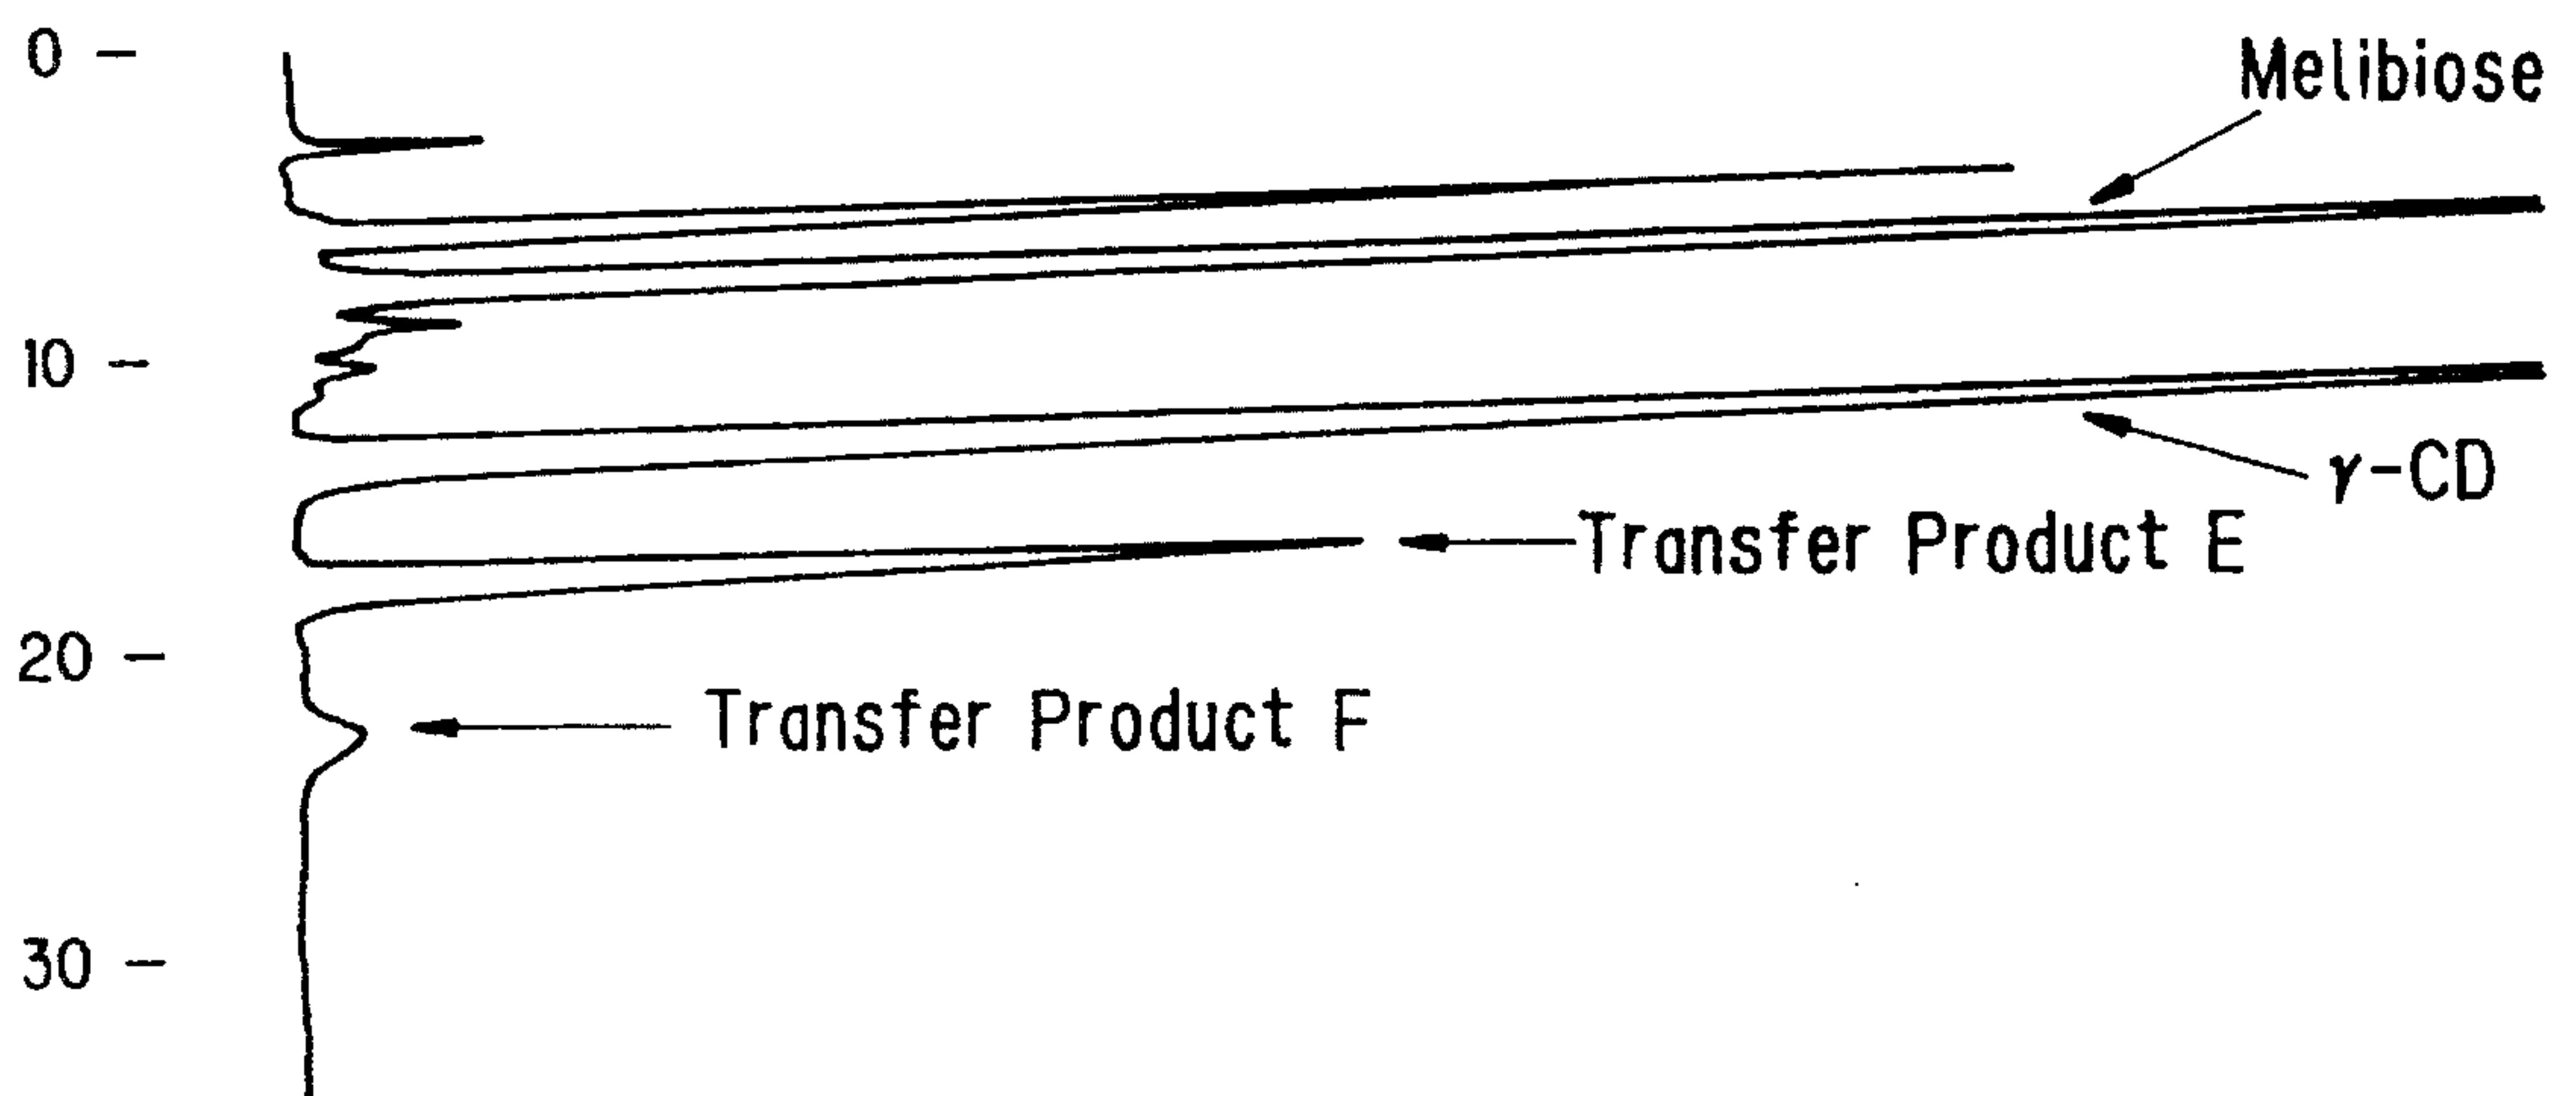 0
Melibiose
10
γ-CD
Transfer Product E
20
Transfer Product F
30